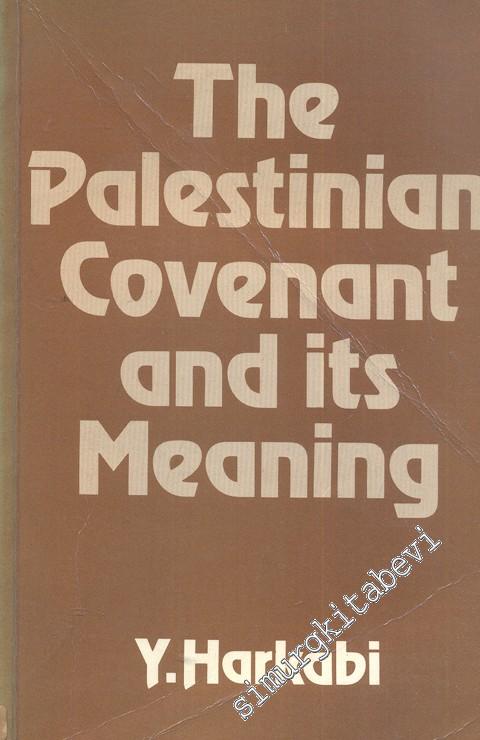 The
Palestinian
Covenant
and its
Meaning
Y. Harkabi
simurgkitabevi